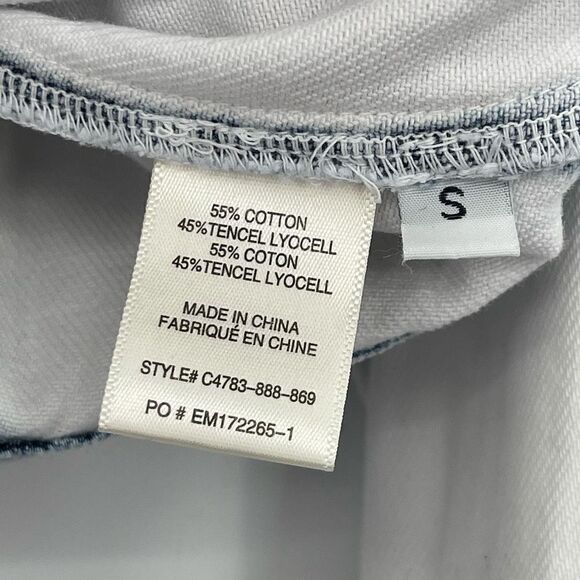 55% COTTON
45%TENCEL LYOCELL
55% COTON
45%TENCEL LYOCELL
MADE IN CHINA
FABRIQUÉ EN CHINE
STYLE# C4783-888-869
PO # EM172265-1
S